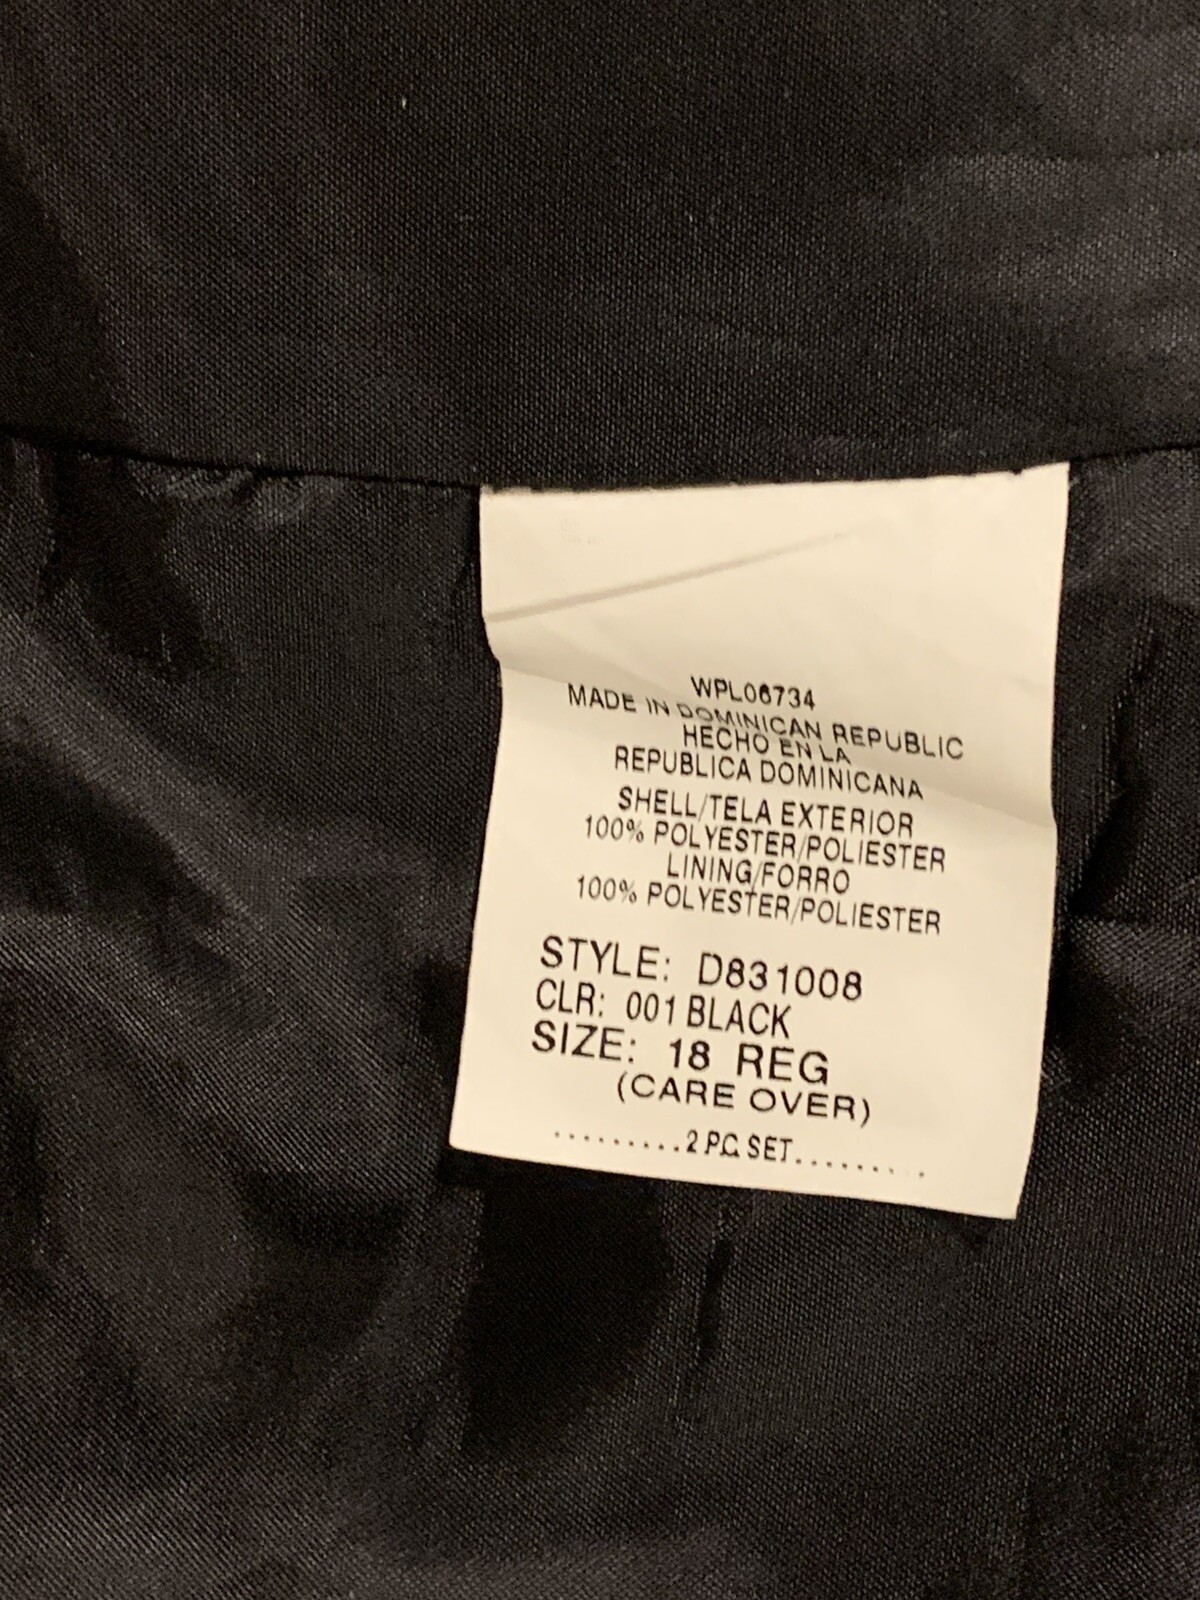 WPL06734
MADE IN DOMINICAN REPUBLIC
HECHO EN LA
REPUBLICA DOMINICANA
SHELL/TELA EXTERIOR
100% POLYESTER/POLIESTER
LINING/FORRO
100% POLYESTER/POLIESTER
STYLE: D831008
CLR: 001 BLACK
SIZE: 18 REG
(CARE OVER)
.........2 PC. SET.........